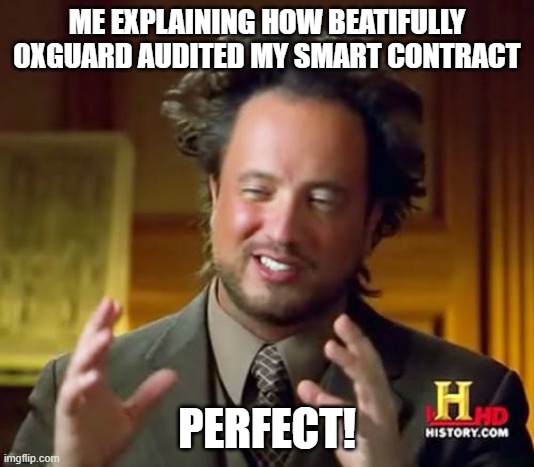 ME EXPLAINING HOW BEATIFULLY
OXGUARD AUDITED MY SMART CONTRACT
PERFECT!
H HD
HISTORY.COM
imgflip.com